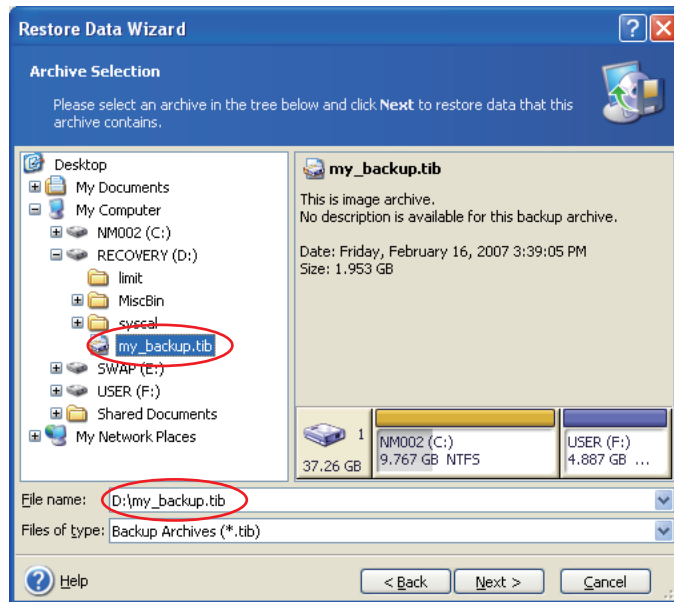 Restore Data Wizard
Archive Selection
Please select an archive in the tree below and click Next to restore data that this
archive contains.
Desktop
My Documents
My Computer
NM002 (C:)
RECOVERY (D:)
limit
MiscBin
syscal
my_backup.tib
SWAP (E:)
USER (F:)
Shared Documents
My Network Places
my_backup.tib
This is image archive.
No description is available for this backup archive.
Date: Friday, February 16, 2007 3:39:05 PM
Size: 1.953 GB
1
37.26 GB
NM002 (C:)
9.767 GB NTFS
USER (F:)
4.887 GB ...
File name: D:\my_backup.tib
Files of type: Backup Archives (*.tib)
Help
< Back Next > Cancel